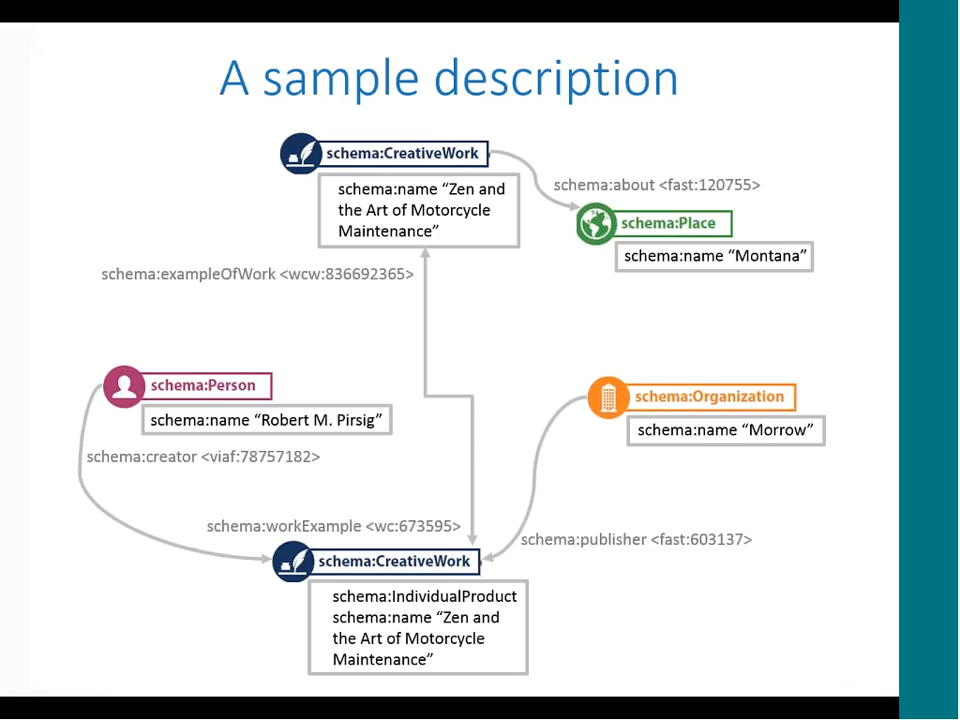 A sample description
schema:CreativeWork
schema:name “Zen and
the Art of Motorcycle
Maintenance”
schema:about <fast:120755>
schema:Place
schema:name “Montana”
schema:exampleOfWork <wcw:836692365>
schema:Person
schema:name “Robert M. Pirsig”
schema:creator <viaf:78757182>
schema:Organization
schema:name “Morrow”
schema:workExample <wc:673595>
schema:publisher <fast:603137>
schema:CreativeWork
schema:IndividualProduct
schema:name “Zen and
the Art of Motorcycle
Maintenance”